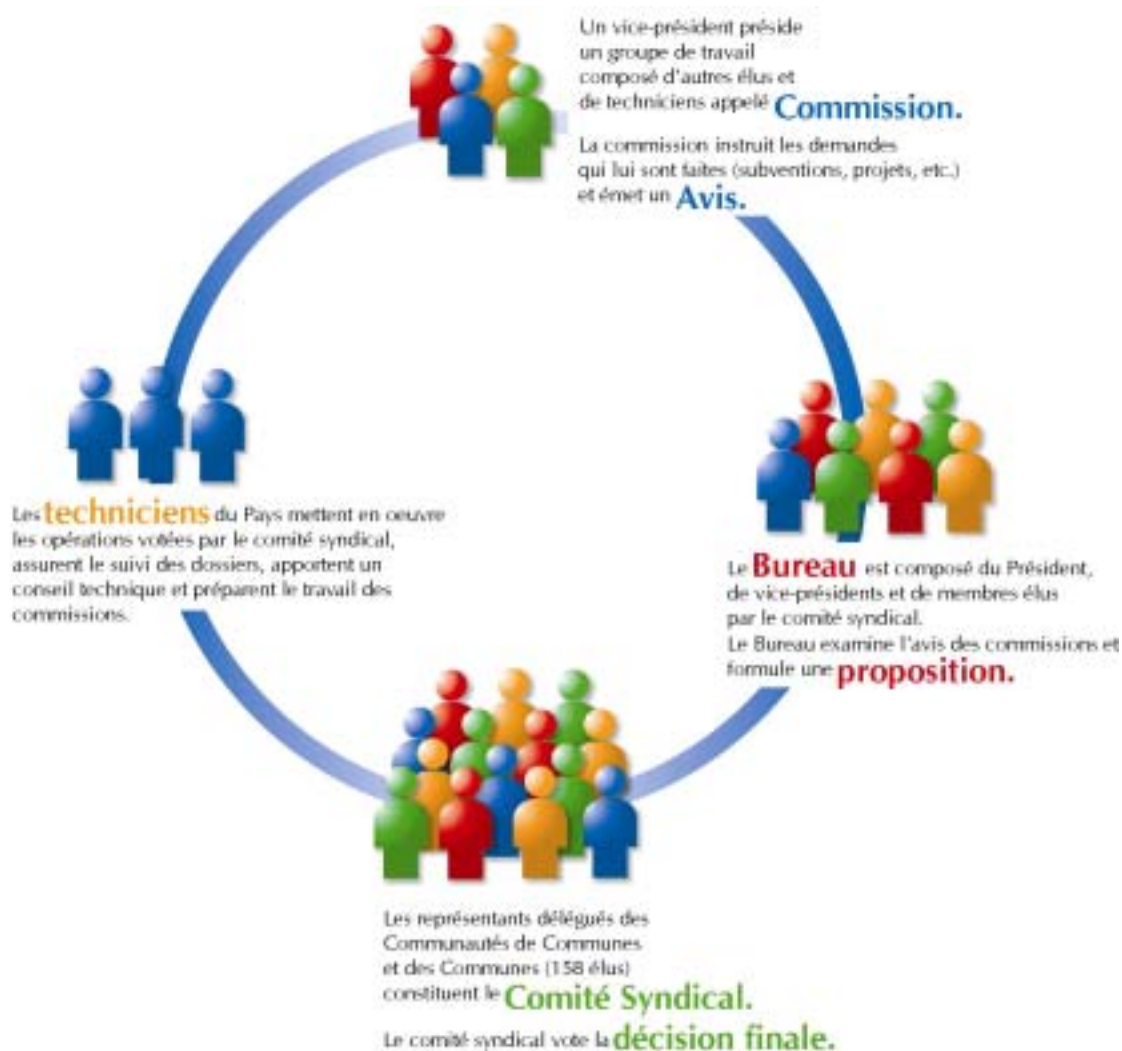 Un vice-président préside
un groupe de travail
composé d'autres élus et
de techniciens appelé Commission.
La commission instruit les demandes
qui lui sont faites (subventions, projets, etc.)
et émet un Avis.
Le Bureau est composé du Président,
de vice-présidents et de membres élus
par le comité syndical.
Le Bureau examine l'avis des commissions et
formule une proposition.
Les représentants délégués des
Communautés de Communes
et des Communes (158 élus)
constituent le Comité Syndical.
Le comité syndical vote la décision finale.
Les techniciens du Pays mettent en oeuvre
les opérations votées par le comité syndical,
assurent le suivi des dossiers, apportent un
conseil technique et préparent le travail des
commissions.